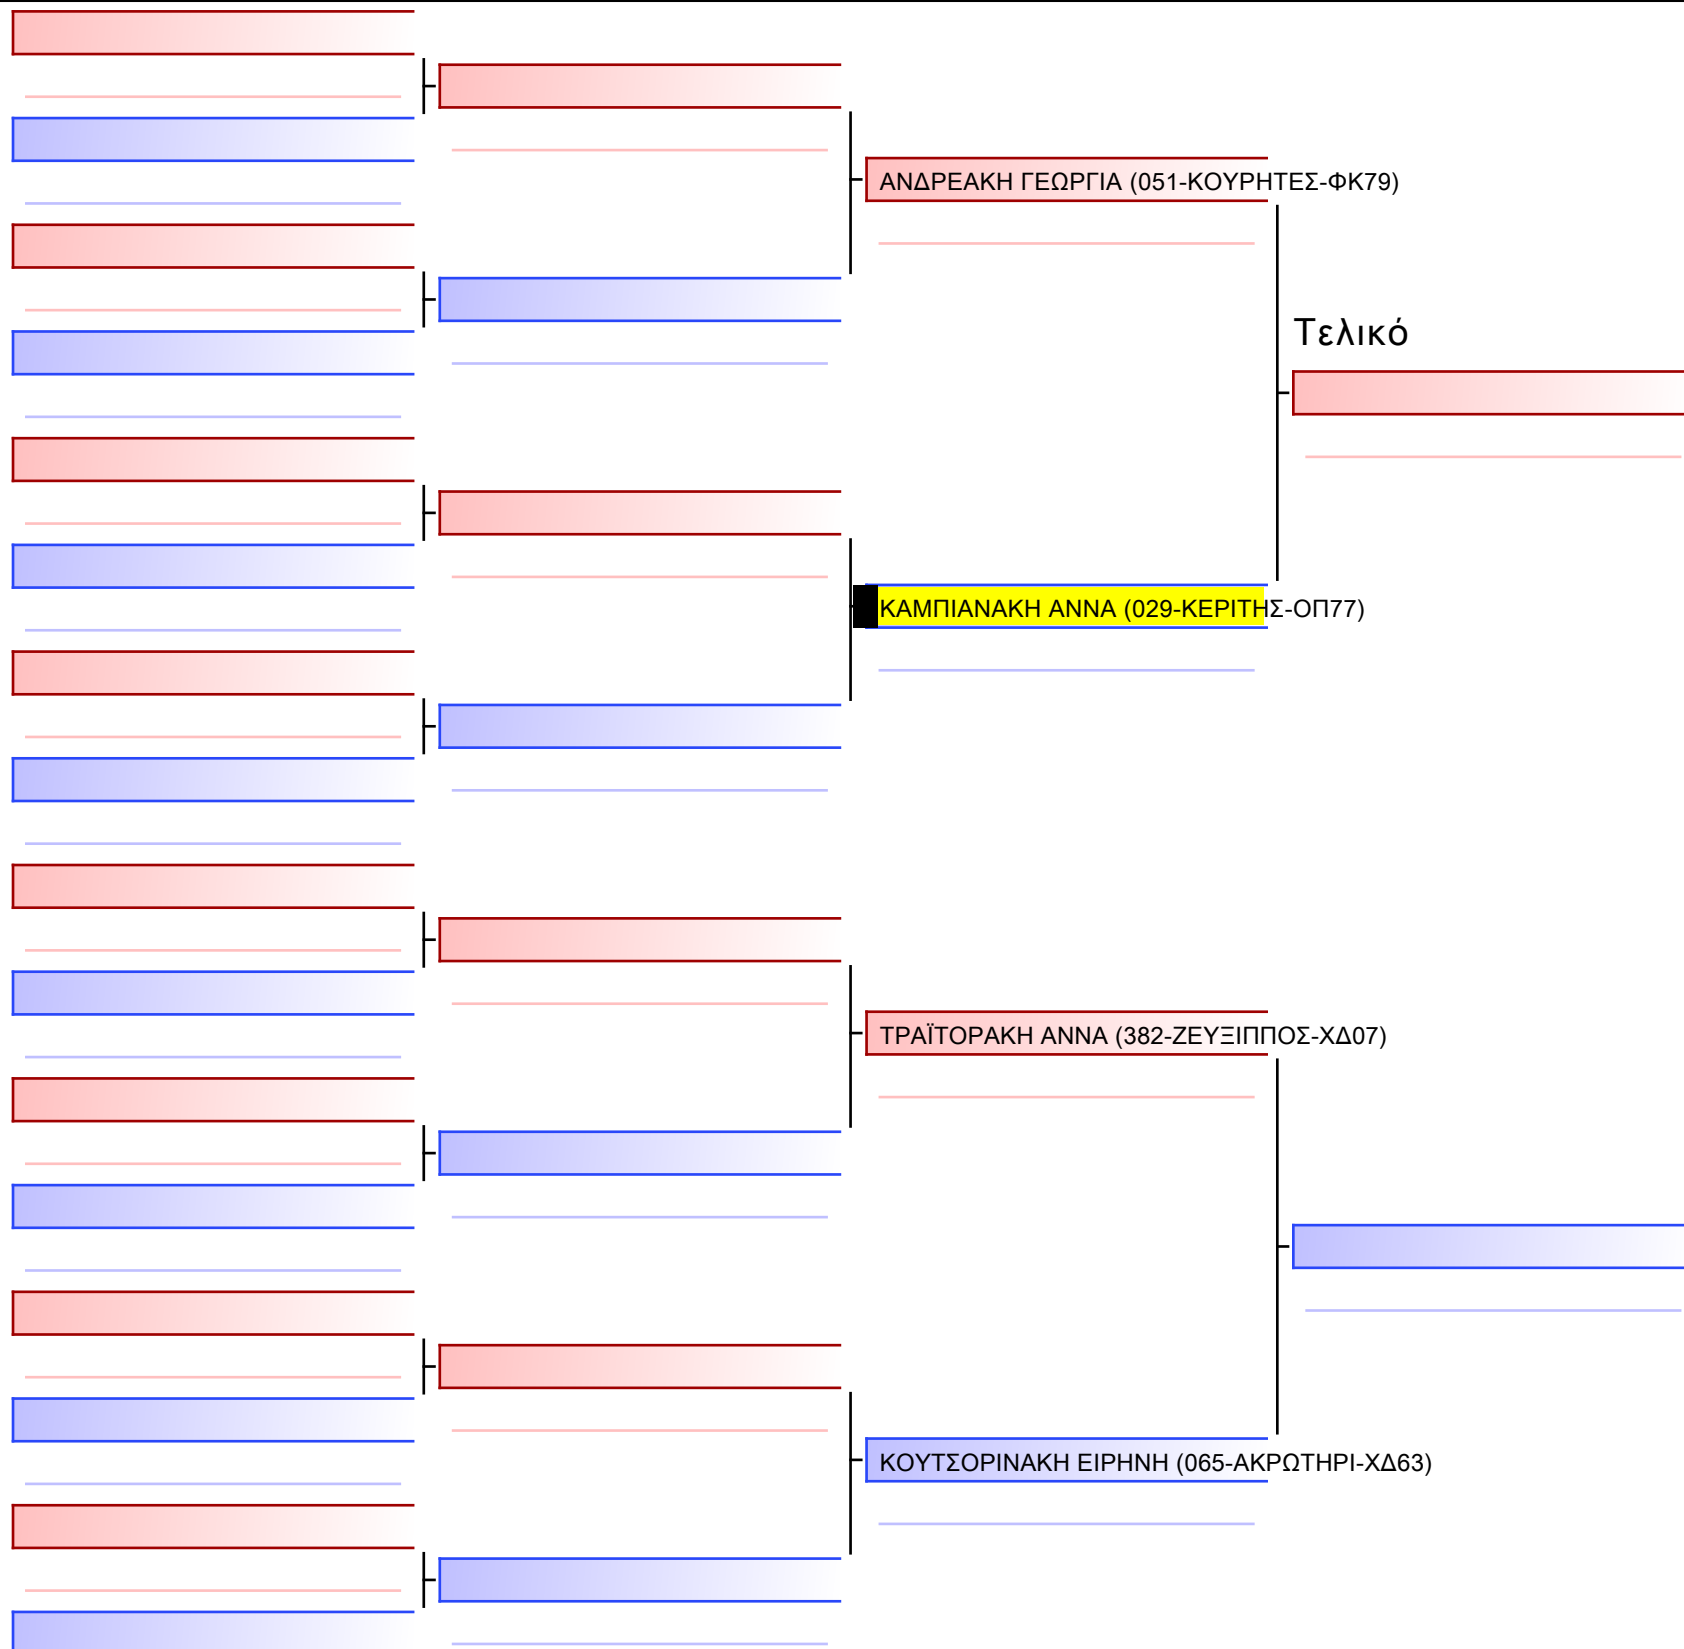 ΑΝΔΡΕΑΚΗ ΓΕΩΡΓΙΑ (051-ΚΟΥΡΗΤΕΣ-ΦΚ79)
Τελικό
ΚΑΜΠΙΑΝΑΚΗ ΑΝΝΑ (029-ΚΕΡΙΤΗΣ-ΟΠ77)
ΤΡΑΪΤΟΡΑΚΗ ΑΝΝΑ (382-ΖΕΥΞΙΠΠΟΣ-ΧΔ07)
ΚΟΥΤΣΟΡΙΝΑΚΗ ΕΙΡΗΝΗ (065-ΑΚΡΩΤΗΡΙ-ΧΔ63)